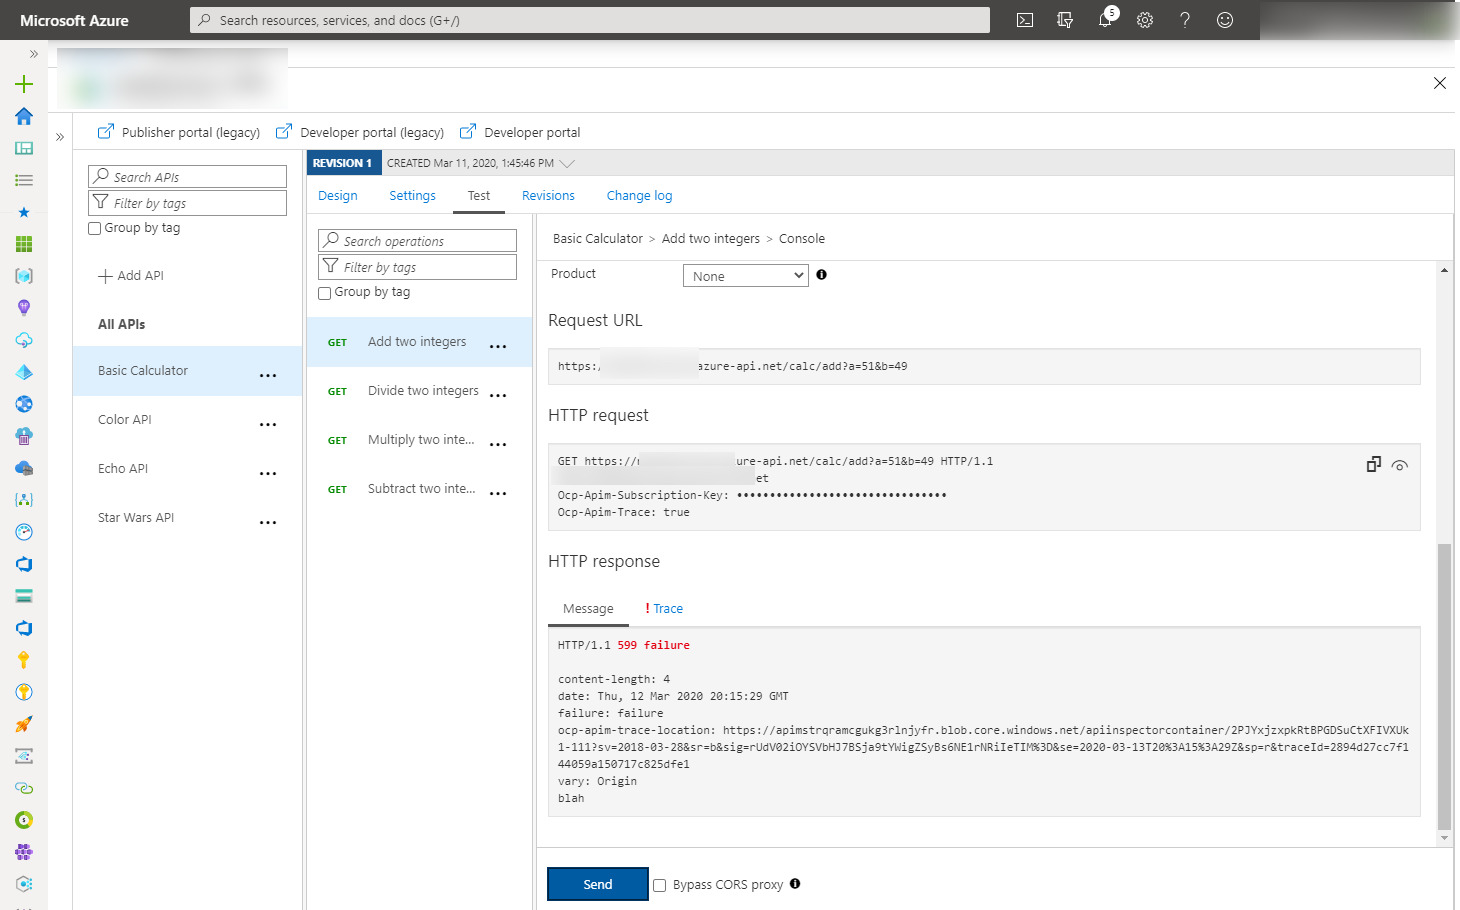 Microsoft Azure
Search resources, services, and docs (G+/)
5
Publisher portal (legacy)
Developer portal (legacy)
Developer portal
Search APIs
Filter by tags
Group by tag
Add API
All APIs
Basic Calculator
Color API
Echo API
Star Wars API
REVISION 1
CREATED Mar 11, 2020, 1:45:46 PM
Design
Settings
Test
Revisions
Change log
Search operations
Filter by tags
Group by tag
GET Add two integers
GET Divide two integers
GET Multiply two inte...
GET Subtract two inte...
Basic Calculator > Add two integers > Console
Product
None
Request URL
https:/ azure-api.net/calc/add?a=51&b=49
HTTP request
GET https:// ure-api.net/calc/add?a=51&b=49 HTTP/1.1
et
Ocp-Apim-Subscription-Key: ••••••••••••••••••••••••••••••••
Ocp-Apim-Trace: true
HTTP response
Message
! Trace
HTTP/1.1 599 failure
content-length: 4
date: Thu, 12 Mar 2020 20:15:29 GMT
failure: failure
ocp-apim-trace-location: https://apimstrqramcgukg3rlnjyfr.blob.core.windows.net/apiinspectorcontainer/2PJYxjzxpkRtBPGDSuCtXFIVXUk
1-111?sv=2018-03-28&sr=b&sig=rUdV02iOYSVbHJ7BSja9tYWigZSyBs6NE1rNRiIeTIM%3D&se=2020-03-13T20%3A15%3A29Z&sp=r&traceId=2894d27cc7f1
44059a150717c825dfe1
vary: Origin
blah
Send
Bypass CORS proxy